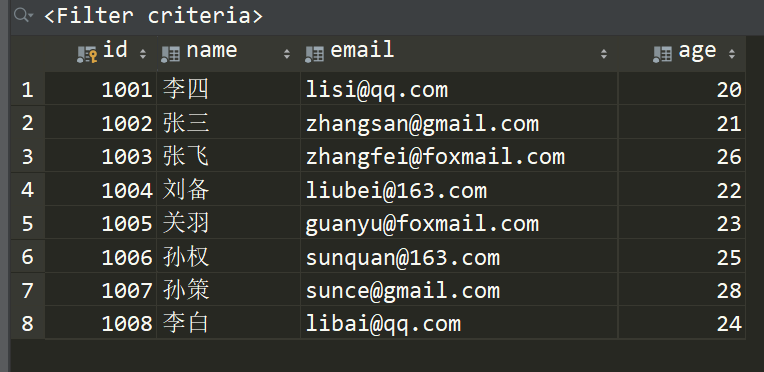 <Filter criteria>
id name email age
1 1001 李四 lisi@qq.com 20
2 1002 张三 zhangsan@gmail.com 21
3 1003 张飞 zhangfei@foxmail.com 26
4 1004 刘备 liubei@163.com 22
5 1005 关羽 guanyu@foxmail.com 23
6 1006 孙权 sunquan@163.com 25
7 1007 孙策 sunce@gmail.com 28
8 1008 李白 libai@qq.com 24